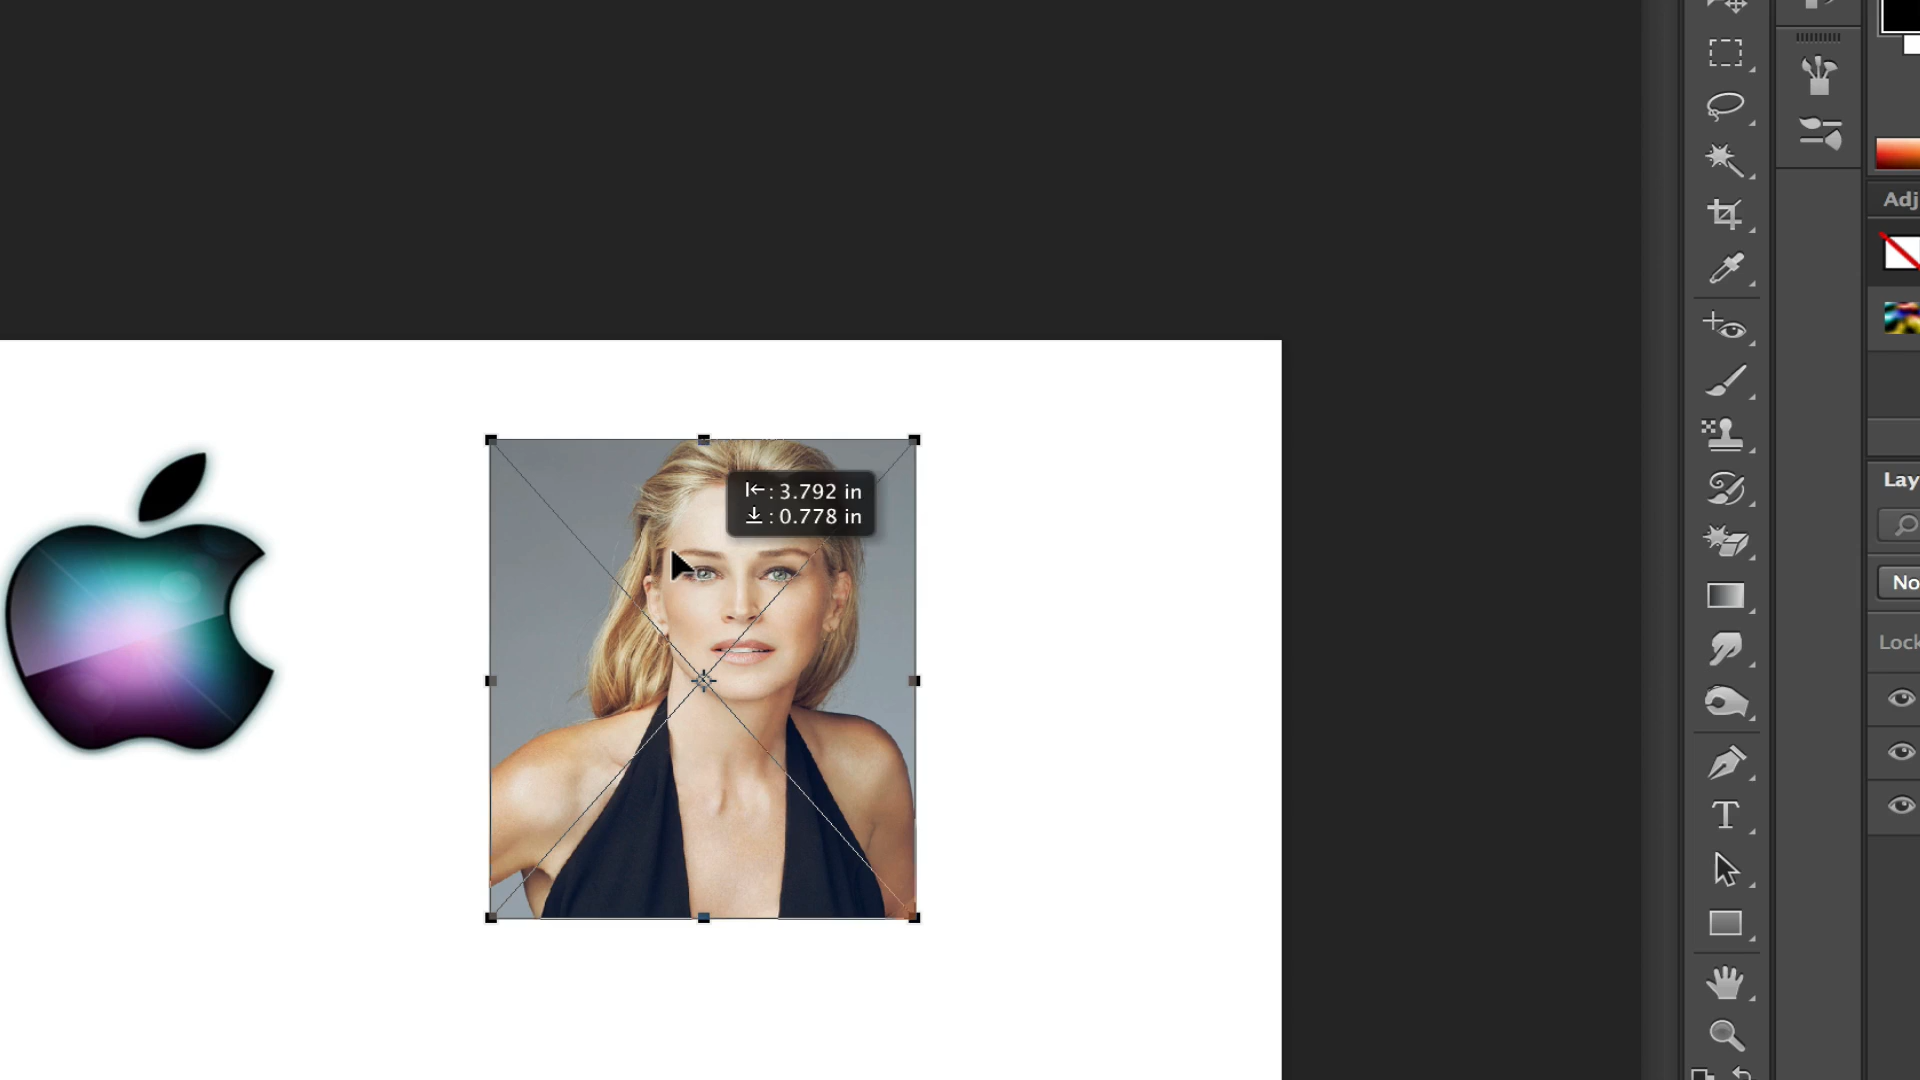 Adj
: 3.792 in
: 0.778 in
Lay
No
Lock